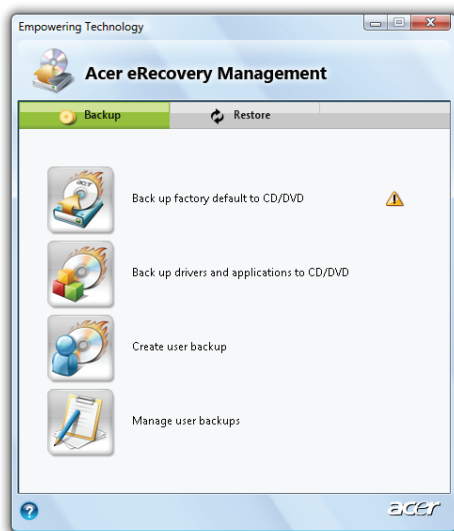 Empowering Technology
Acer eRecovery Management
Backup
Restore
Back up factory default to CD/DVD
Back up drivers and applications to CD/DVD
Create user backup
Manage user backups
acer